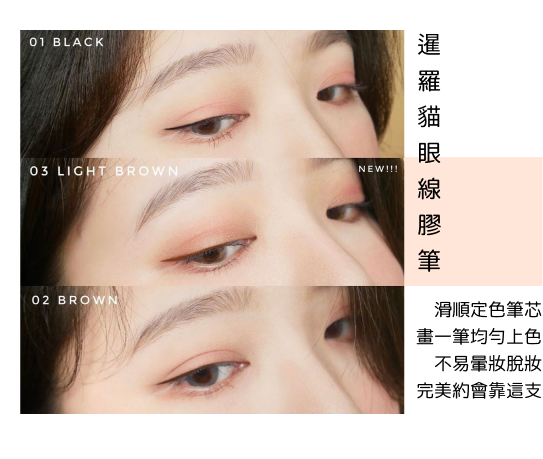 01 BLACK
03 LIGHT BROWN
NEW!!!
02 BROWN
暹羅貓眼線膠筆
滑順定色筆芯
畫一筆均勻上色
不易暈妝脫妝
完美約會靠這支